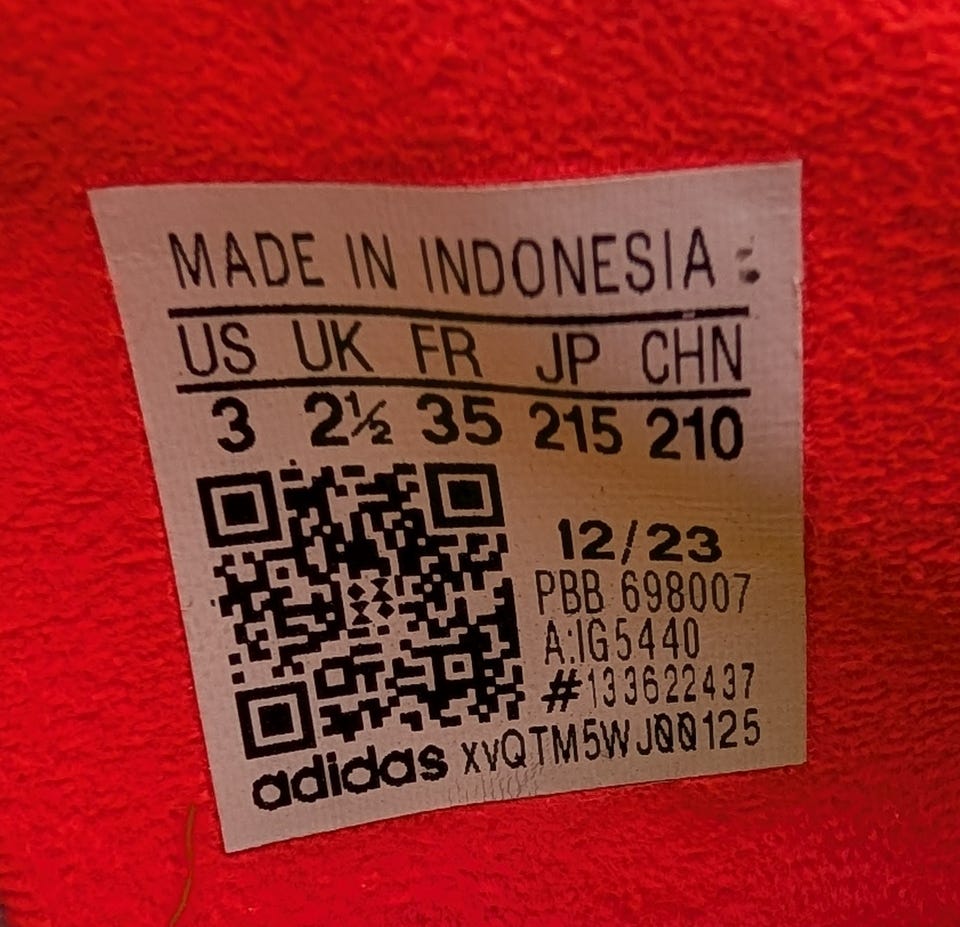 MADE IN INDONESIA
US UK FR JP CHN
3 2½ 35 215 210
12/23
PBB 698007
A:IG5440
#133622437
adidas XVQTM5WJ00125